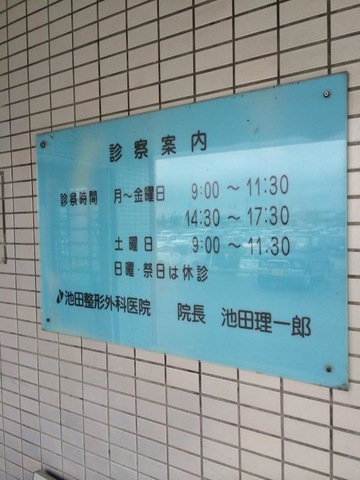 診察案内
診察時間 月～金曜日 9:00～11:30
14:30～17:30
土曜日 9:00～11:30
日曜・祭日は休診
池田整形外科医院 院長 池田理一郎